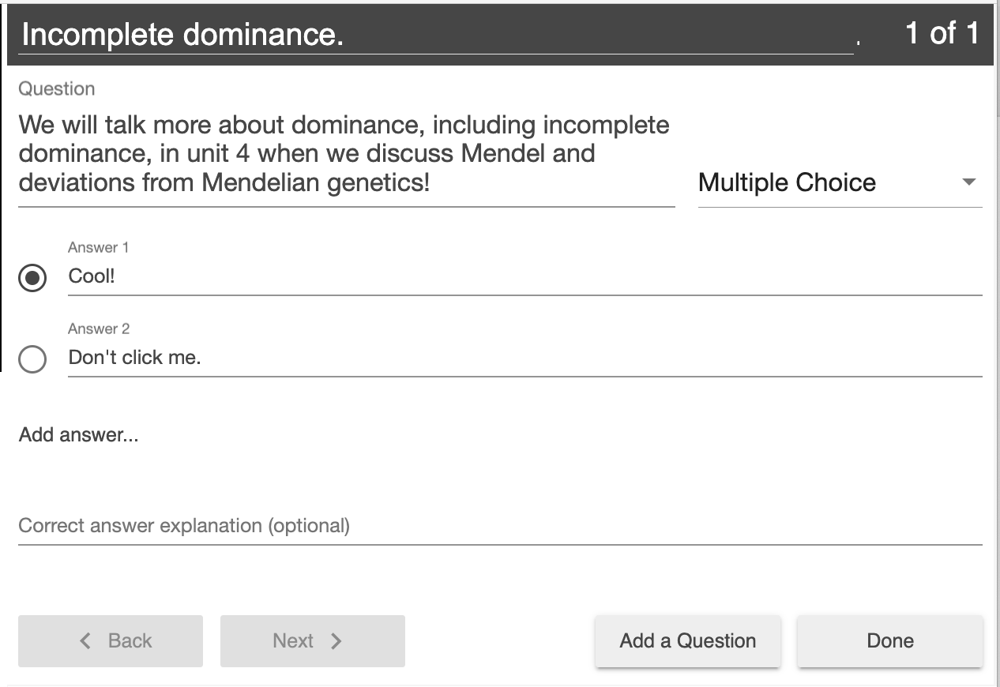 Incomplete dominance.
.
1 of 1
Question
We will talk more about dominance, including incomplete
dominance, in unit 4 when we discuss Mendel and
deviations from Mendelian genetics!
Multiple Choice
Answer 1
Cool!
Answer 2
Don't click me.
Add answer...
Correct answer explanation (optional)
Back
Next
Add a Question
Done